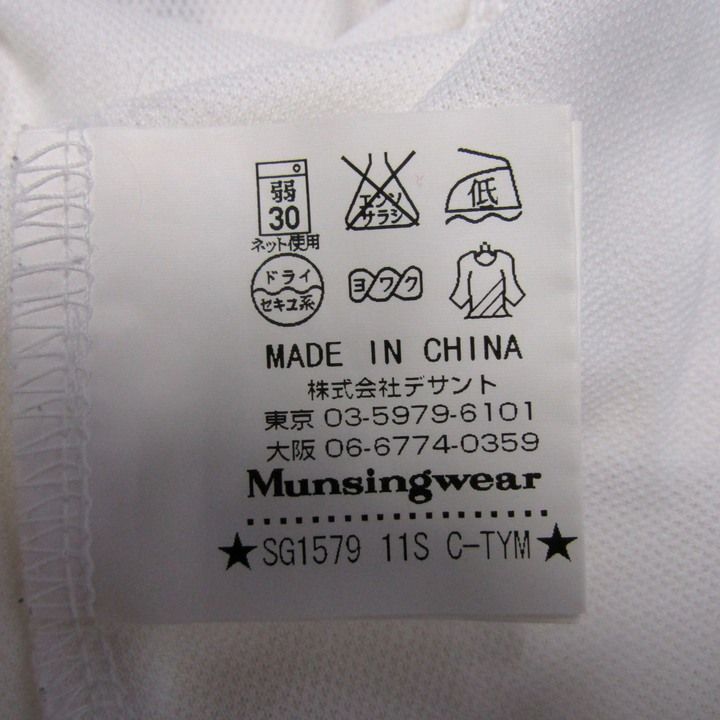 弱
30
ネット使用
エンソ
サラシ
低
ドライ
セキユ系
ヨワク
MADE IN CHINA
株式会社デサント
東京 03-5979-6101
大阪 06-6774-0359
Munsingwear
★SG1579 11S C-TYM★